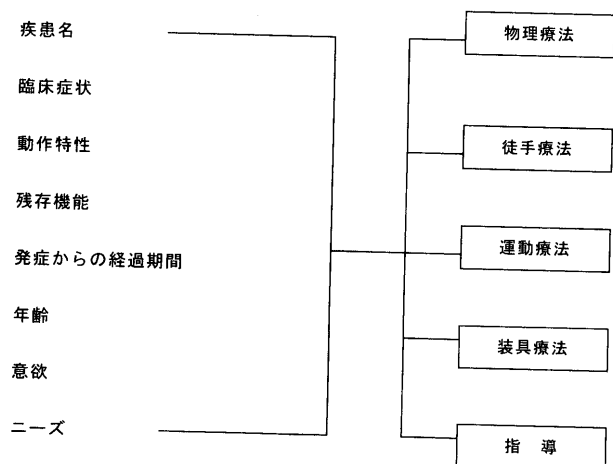 疾患名
臨床症状
動作特性
残存機能
発症からの経過期間
年齢
意欲
ニーズ
物理療法
徒手療法
運動療法
装具療法
指 導